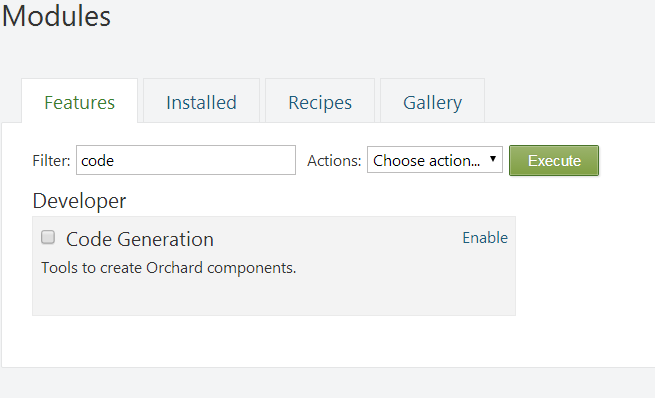 Modules
Features Installed Recipes Gallery
Filter: code Actions: Choose action... Execute
Developer
Code Generation Enable
Tools to create Orchard components.